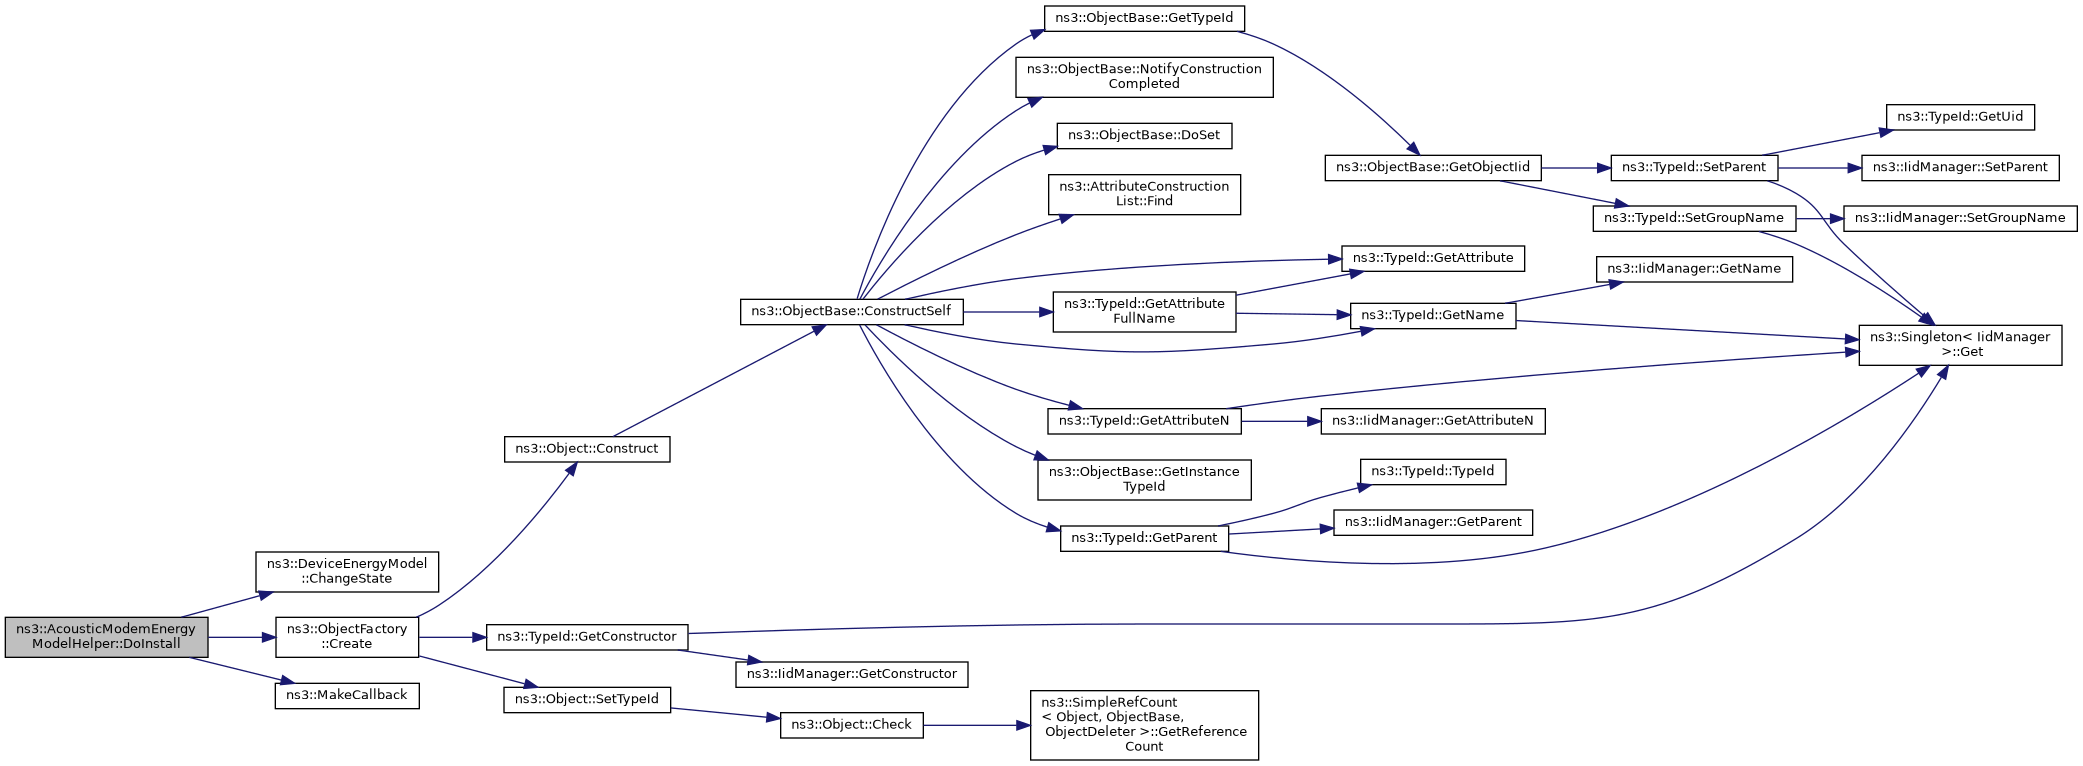 ns3::AcousticModemEnergy
ModelHelper::DoInstall
ns3::DeviceEnergyModel
::ChangeState
ns3::ObjectFactory
::Create
ns3::MakeCallback
ns3::Object::Construct
ns3::TypeId::GetConstructor
ns3::Object::SetTypeId
ns3::ObjectBase::ConstructSelf
ns3::IidManager::GetConstructor
ns3::Object::Check
ns3::ObjectBase::GetTypeId
ns3::ObjectBase::NotifyConstruction
Completed
ns3::ObjectBase::DoSet
ns3::AttributeConstruction
List::Find
ns3::TypeId::GetAttribute
FullName
ns3::TypeId::GetAttributeN
ns3::ObjectBase::GetInstance
TypeId
ns3::TypeId::GetParent
ns3::SimpleRefCount
< Object, ObjectBase,
ObjectDeleter >::GetReference
Count
ns3::ObjectBase::GetObjectIid
ns3::TypeId::GetAttribute
ns3::TypeId::GetName
ns3::IidManager::GetAttributeN
ns3::TypeId::TypeId
ns3::IidManager::GetParent
ns3::TypeId::SetParent
ns3::TypeId::SetGroupName
ns3::IidManager::GetName
ns3::TypeId::GetUid
ns3::IidManager::SetParent
ns3::IidManager::SetGroupName
ns3::Singleton< IidManager
>::Get